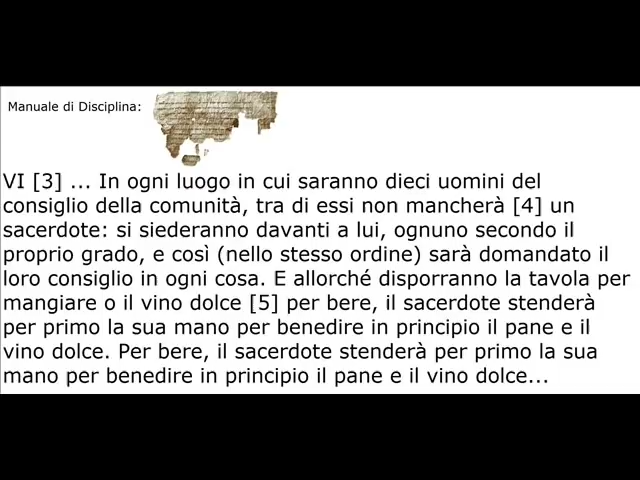 Manuale di Disciplina:
VI [3] ... In ogni luogo in cui saranno dieci uomini del
consiglio della comunità, tra di essi non mancherà [4] un
sacerdote: si siederanno davanti a lui, ognuno secondo il
proprio grado, e così (nello stesso ordine) sarà domandato il
loro consiglio in ogni cosa. E allorché disporranno la tavola per
mangiare o il vino dolce [5] per bere, il sacerdote stenderà
per primo la sua mano per benedire in principio il pane e il
vino dolce. Per bere, il sacerdote stenderà per primo la sua
mano per benedire in principio il pane e il vino dolce...